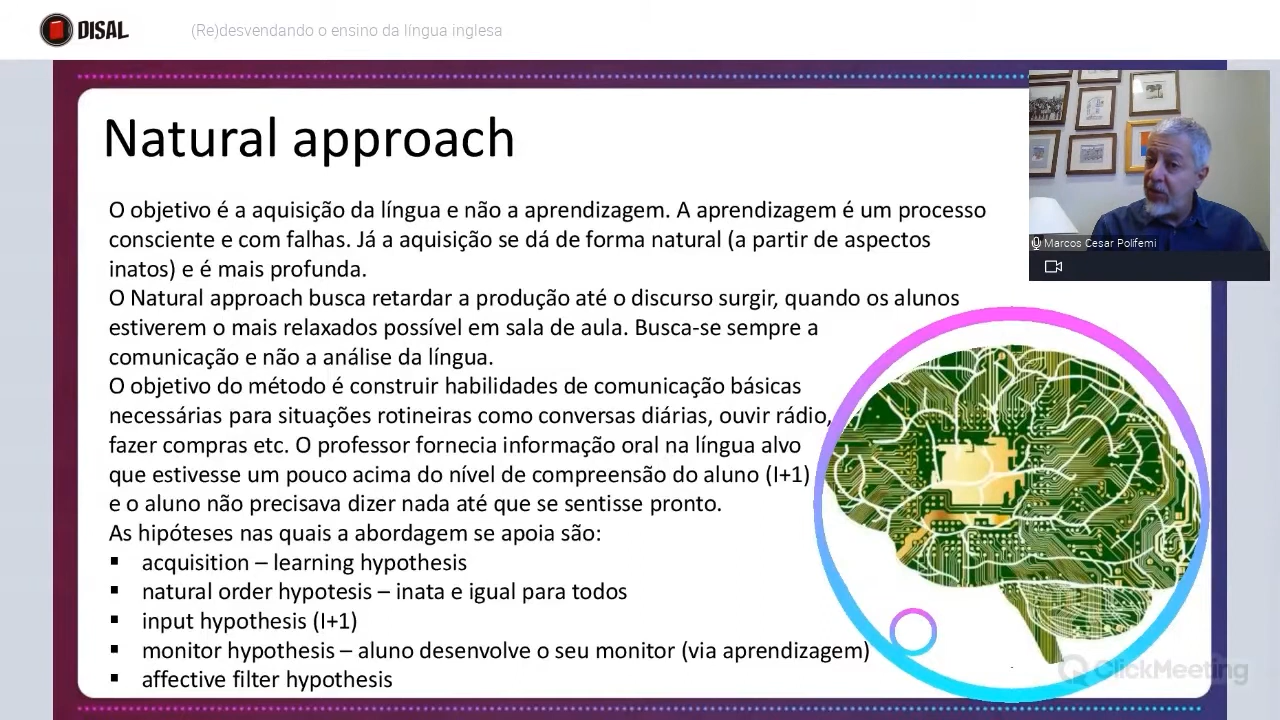 DISAL
(Re)desvendando o ensino da língua inglesa
Natural approach
O objetivo é a aquisição da língua e não a aprendizagem. A aprendizagem é um processo
consciente e com falhas. Já a aquisição se dá de forma natural (a partir de aspectos
inatos) e é mais profunda.
O Natural approach busca retardar a produção até o discurso surgir, quando os alunos
estiverem o mais relaxados possível em sala de aula. Busca-se sempre a
comunicação e não a análise da língua.
O objetivo do método é construir habilidades de comunicação básicas
necessárias para situações rotineiras como conversas diárias, ouvir rádio,
fazer compras etc. O professor fornecia informação oral na língua alvo
que estivesse um pouco acima do nível de compreensão do aluno (I+1)
e o aluno não precisava dizer nada até que se sentisse pronto.
As hipóteses nas quais a abordagem se apoia são:
▪ acquisition – learning hypothesis
▪ natural order hypotesis – inata e igual para todos
▪ input hypothesis (I+1)
▪ monitor hypothesis – aluno desenvolve o seu monitor (via aprendizagem)
▪ affective filter hypothesis
Marcos Cesar Polifemi
ClickMeeting